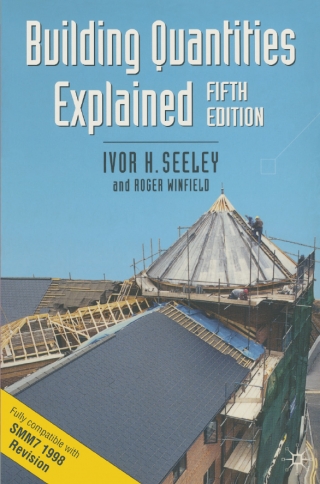 Building Quantities
Explained FIFTH
EDITION
IVOR H. SEELEY
and ROGER WINFIELD
Fully compatible with
SMM7 1998
Revision